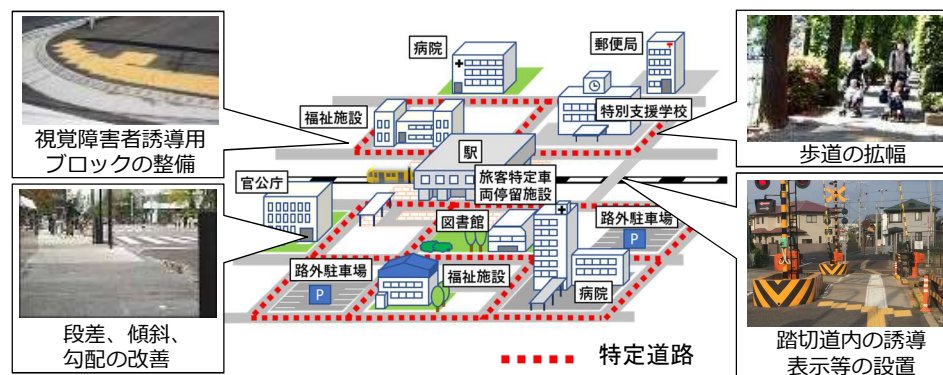 視覚障害者誘導用
ブロックの整備
段差、傾斜、
勾配の改善
病院
郵便局
福祉施設
特別支援学校
駅
旅客特定車
両停留施設
官公庁
図書館
路外駐車場
P
路外駐車場
P
福祉施設
病院
特定道路
歩道の拡幅
踏切道内の誘導
表示等の設置